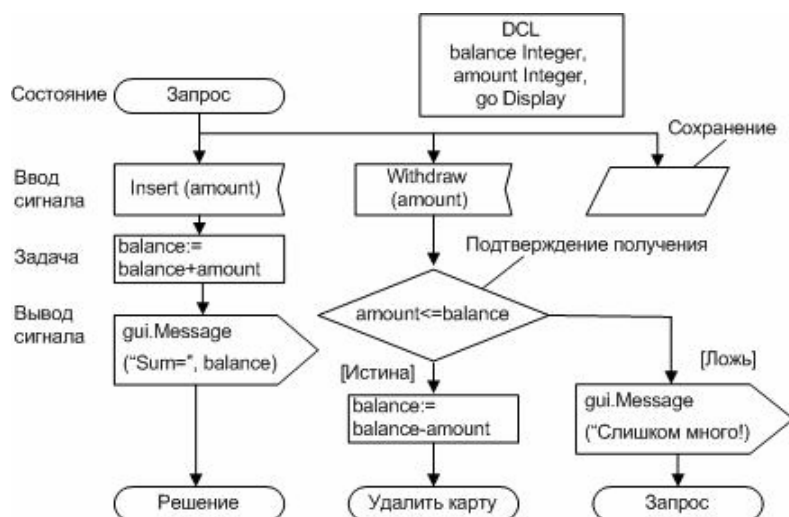 DCL
balance Integer,
amount Integer,
go Display
Состояние
Запрос
Сохранение
Ввод
сигнала
Insert (amount)
Withdraw
(amount)
Задача
balance:=
balance+amount
Подтверждение получения
Вывод
сигнала
gui.Message
(“Sum=”, balance)
amount<=balance
[Истина]
[Ложь]
balance:=
balance-amount
gui.Message
(“Слишком много!)
Решение
Удалить карту
Запрос